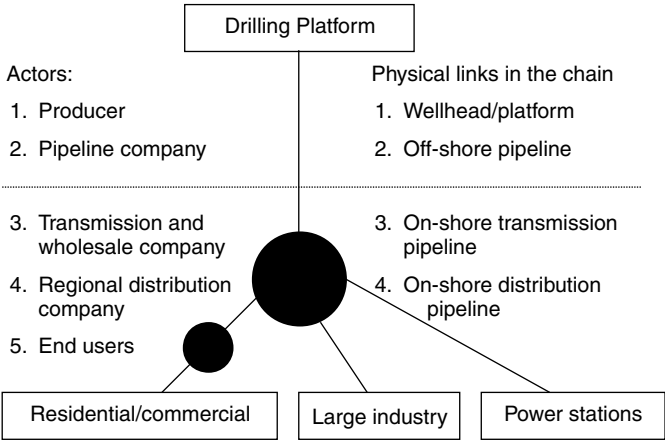 Drilling Platform
Actors:
1. Producer
2. Pipeline company
3. Transmission and
wholesale company
4. Regional distribution
company
5. End users
Physical links in the chain
1. Wellhead/platform
2. Off-shore pipeline
3. On-shore transmission
pipeline
4. On-shore distribution
pipeline
Residential/commercial
Large industry
Power stations